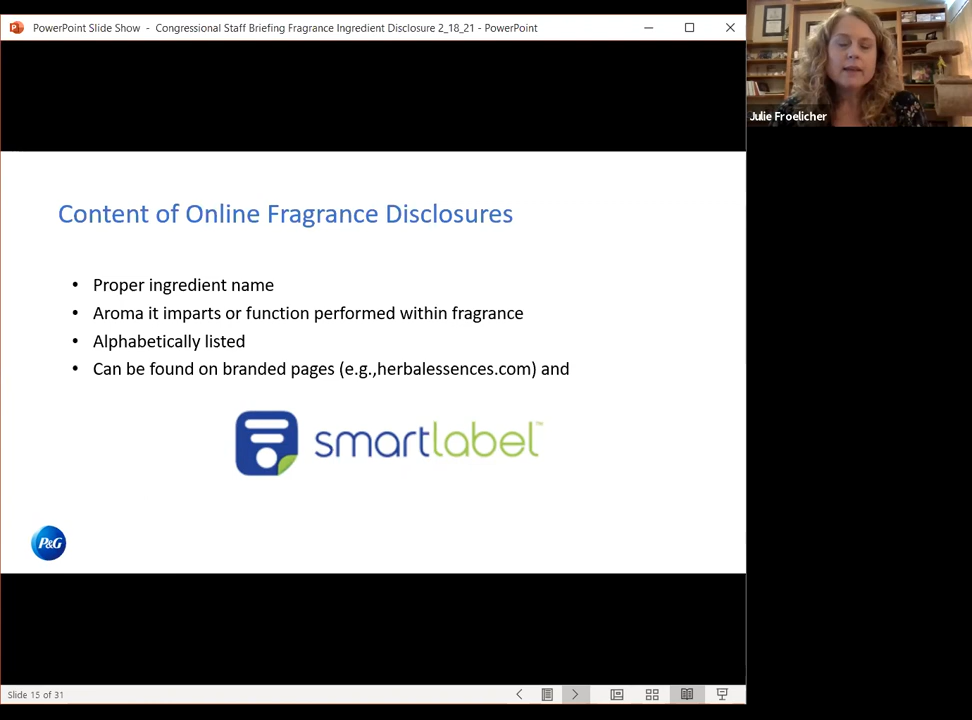 PowerPoint Slide Show - Congressional Staff Briefing Fragrance Ingredient Disclosure 2_18_21 - PowerPoint
Julie Froelicher
Content of Online Fragrance Disclosures
• Proper ingredient name
• Aroma it imparts or function performed within fragrance
• Alphabetically listed
• Can be found on branded pages (e.g.,herbalessences.com) and
smartlabel™
P&G
Slide 15 of 31